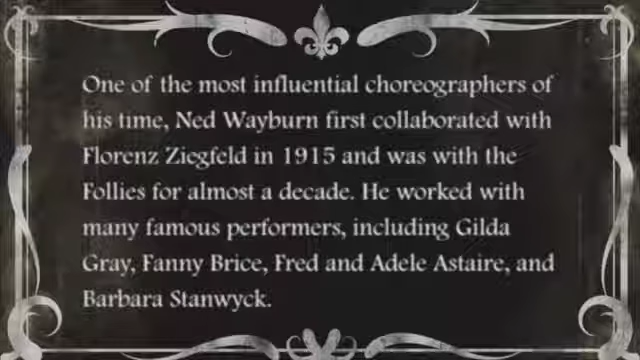 One of the most influential choreographers of
his time, Ned Wayburn first collaborated with
Florenz Ziegfeld in 1915 and was with the
Follies for almost a decade. He worked with
many famous performers, including Gilda
Gray, Fanny Brice, Fred and Adele Astaire, and
Barbara Stanwyck.